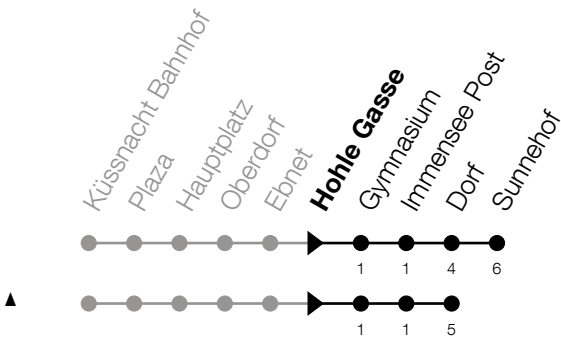 Küssnacht Bahnhof
Plaza
Hauptplatz
Oberdorf
Ebnet
Hohle Gasse
Gymnasium
Immensee Post
Dorf
Sunnehof
1 1 4 6
1 1 5